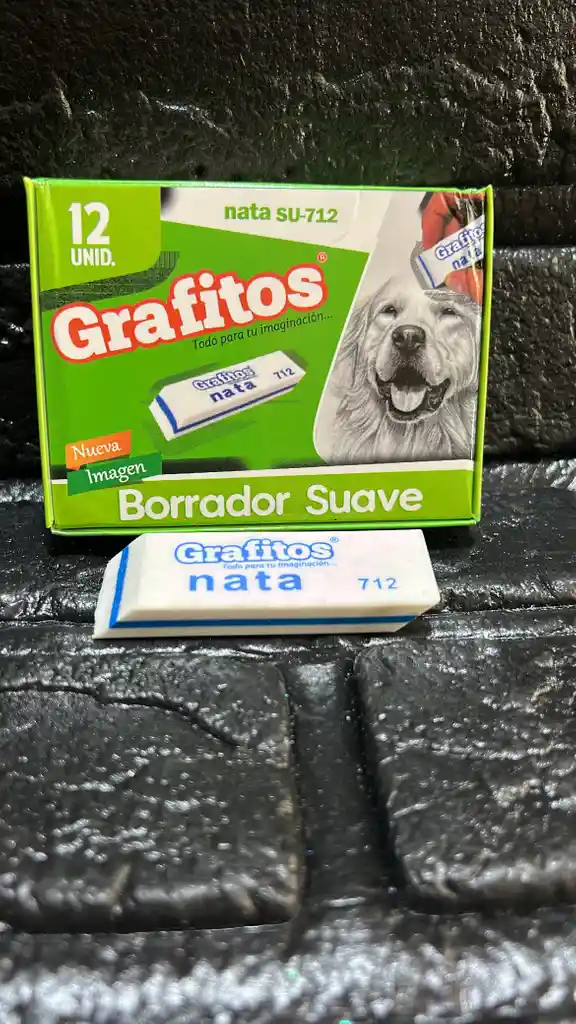 12
UNID.
nata SU-712
Grafitos®
Todo para tu imaginación...
Grafitos
nata 712
Grafitos
Nueva
Imagen
Borrador Suave
Grafitos®
Todo para tu imaginación...
nata 712